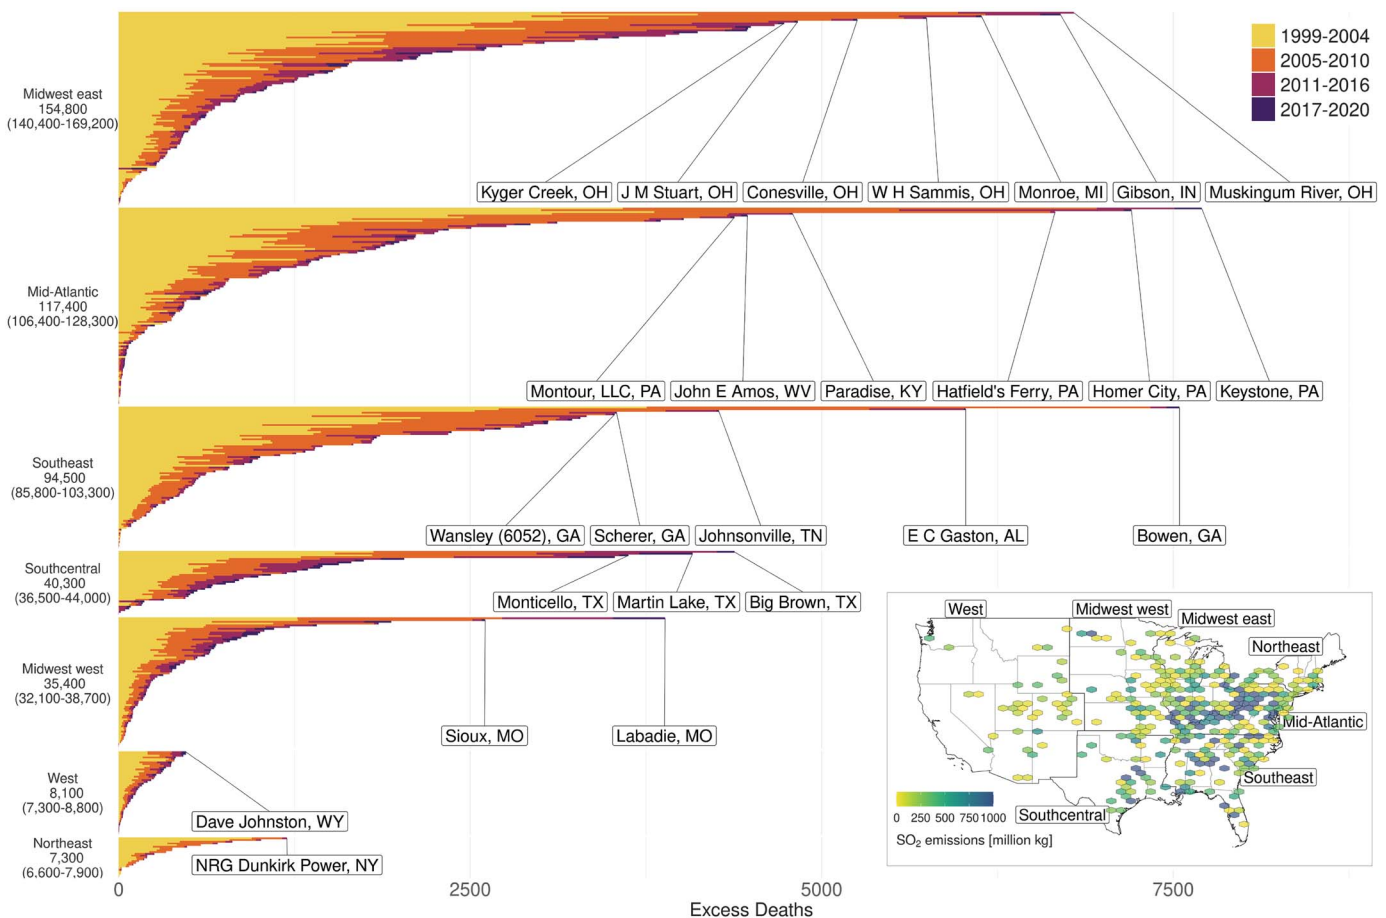 1999-2004
2005-2010
2011-2016
2017-2020
Midwest east
154,800
(140,400-169,200)
Kyger Creek, OH
J M Stuart, OH
Conesville, OH
W H Sammis, OH
Monroe, MI
Gibson, IN
Muskingum River, OH
Mid-Atlantic
117,400
(106,400-128,300)
Montour, LLC, PA
John E Amos, WV
Paradise, KY
Hatfield's Ferry, PA
Homer City, PA
Keystone, PA
Southeast
94,500
(85,800-103,300)
Wansley (6052), GA
Scherer, GA
Johnsonville, TN
E C Gaston, AL
Bowen, GA
Southcentral
40,300
(36,500-44,000)
Monticello, TX
Martin Lake, TX
Big Brown, TX
Midwest west
35,400
(32,100-38,700)
Sioux, MO
Labadie, MO
West
8,100
(7,300-8,800)
Dave Johnston, WY
Northeast
7,300
(6,600-7,900)
NRG Dunkirk Power, NY
West
Midwest west
Midwest east
Northeast
Mid-Atlantic
Southeast
Southcentral
0 250 500 750 1000
SO₂ emissions [million kg]
0 2500 5000 7500
Excess Deaths